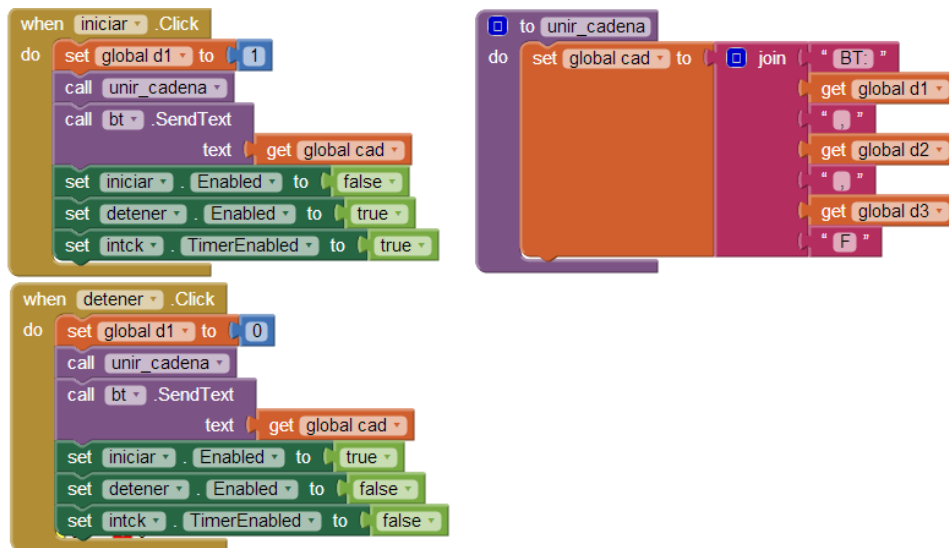 when iniciar .Click
do set global d1 to 1
call unir_cadena
call bt .SendText
text get global cad
set iniciar . Enabled to false
set detener . Enabled to true
set intck . TimerEnabled to true
to unir_cadena
do set global cad to join " BT: "
get global d1
" , "
get global d2
" , "
get global d3
" F "
when detener .Click
do set global d1 to 0
call unir_cadena
call bt .SendText
text get global cad
set iniciar . Enabled to true
set detener . Enabled to false
set intck . TimerEnabled to false